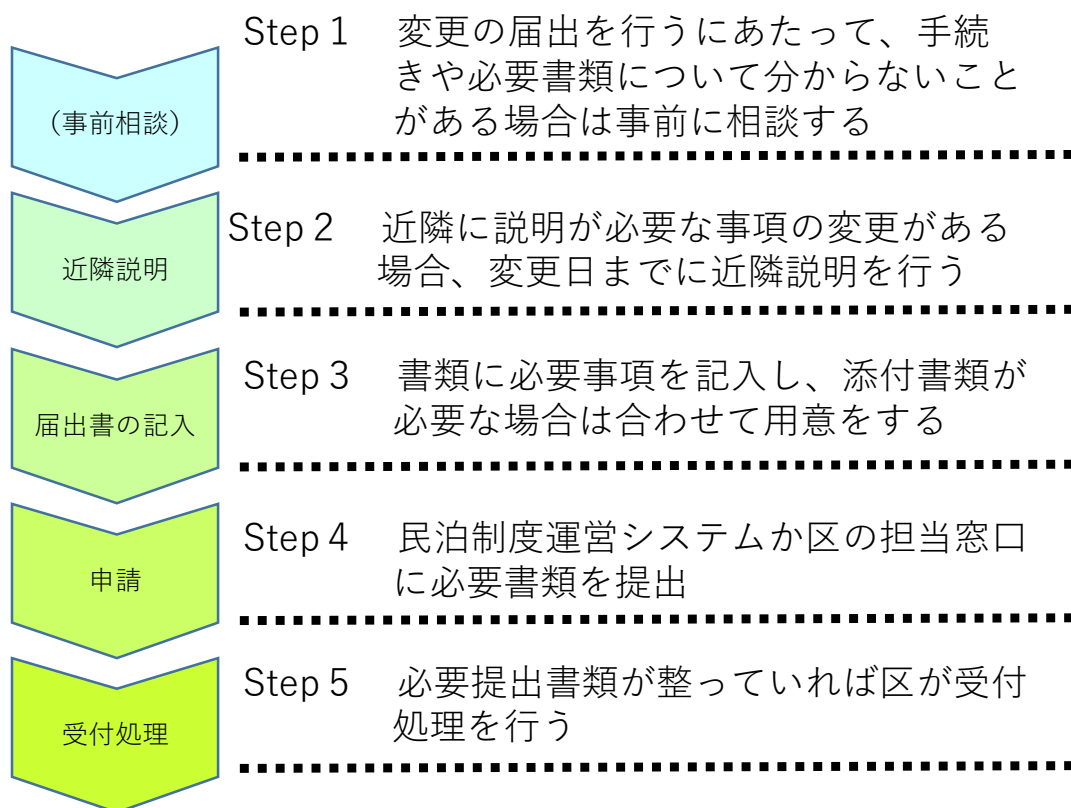 Step 1 変更の届出を行うにあたって、手続
きや必要書類について分からないこと
がある場合は事前に相談する
（事前相談）
Step 2 近隣に説明が必要な事項の変更がある
場合、変更日までに近隣説明を行う
近隣説明
Step 3 書類に必要事項を記入し、添付書類が
必要な場合は合わせて用意をする
届出書の記入
Step 4 民泊制度運営システムか区の担当窓口
に必要書類を提出
申請
Step 5 必要提出書類が整っていれば区が受付
処理を行う
受付処理